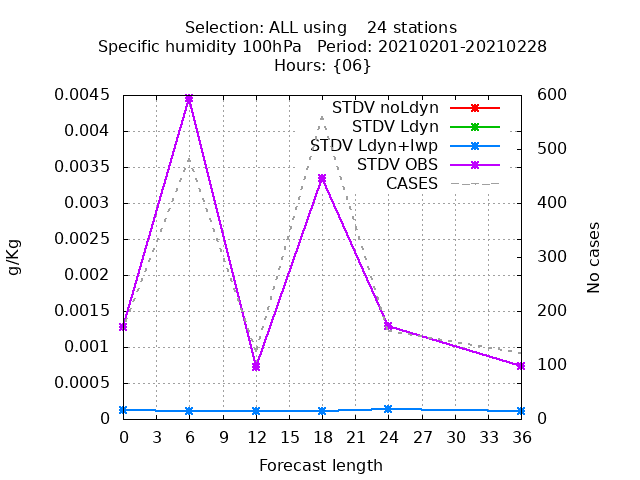 Selection: ALL using    24 stations
Specific humidity 100hPa   Period: 20210201-20210228
Hours: {06}
0.0045
0.004
0.0035
0.003
0.0025
0.002
0.0015
0.001
0.0005
0
g/Kg
STDV noLdyn
STDV Ldyn
STDV Ldyn+lwp
STDV OBS
CASES
600
500
400
300
200
100
0
No cases
0 3 6 9 12 15 18 21 24 27 30 33 36
Forecast length